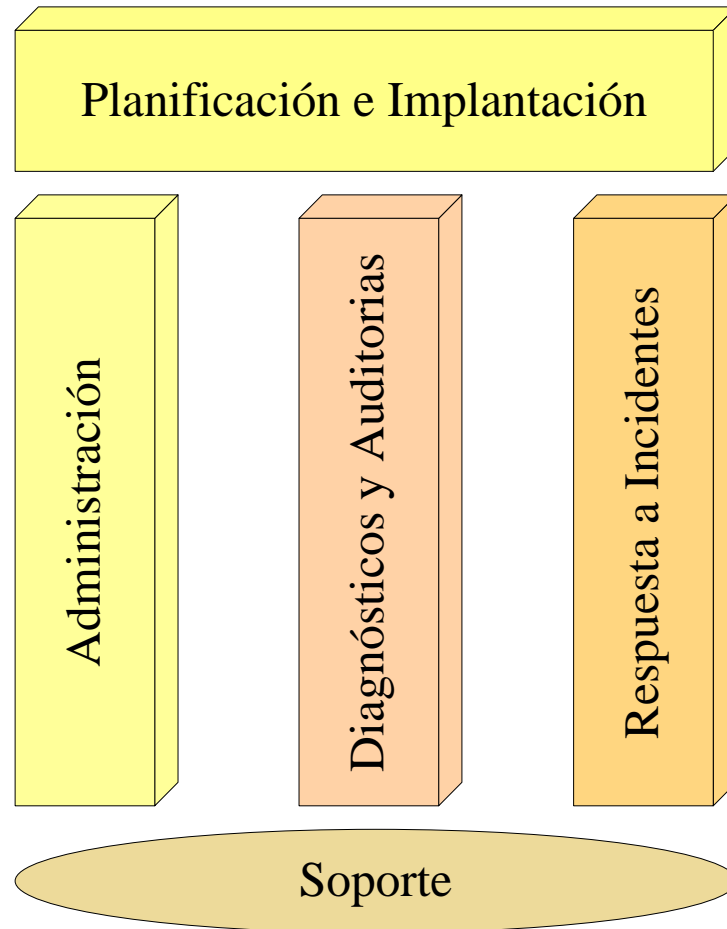 Planificación e Implantación
Administración
Diagnósticos y Auditorias
Respuesta a Incidentes
Soporte